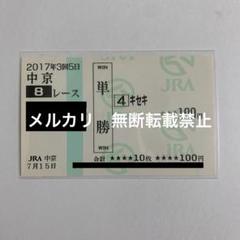 2017年3回5日
中京
8レース
WIN
単勝
WIN
4 キセキ
100
JRA
メルカリ 無断転載禁止
JRA 中京
7月15日
合計 ★★★★10枚 ★★★★100円